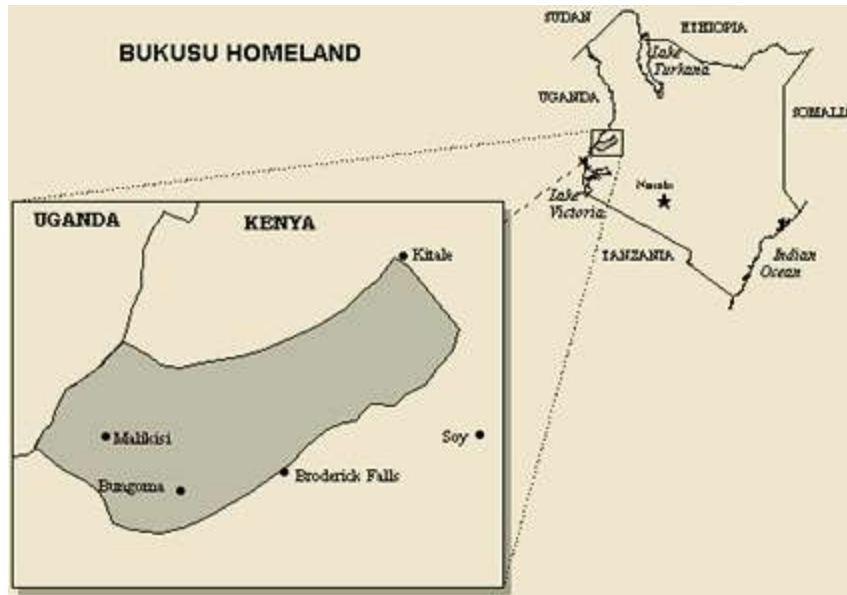 BUKUSU HOMELAND
SUDAN
ETHIOPIA
Lake
Turkana
UGANDA
SOMALIA
Nairobi
Lake
Victoria
TANZANIA
Indian
Ocean
UGANDA
KENYA
Kitale
Malikisi
Soy
Bungoma
Broderick Falls